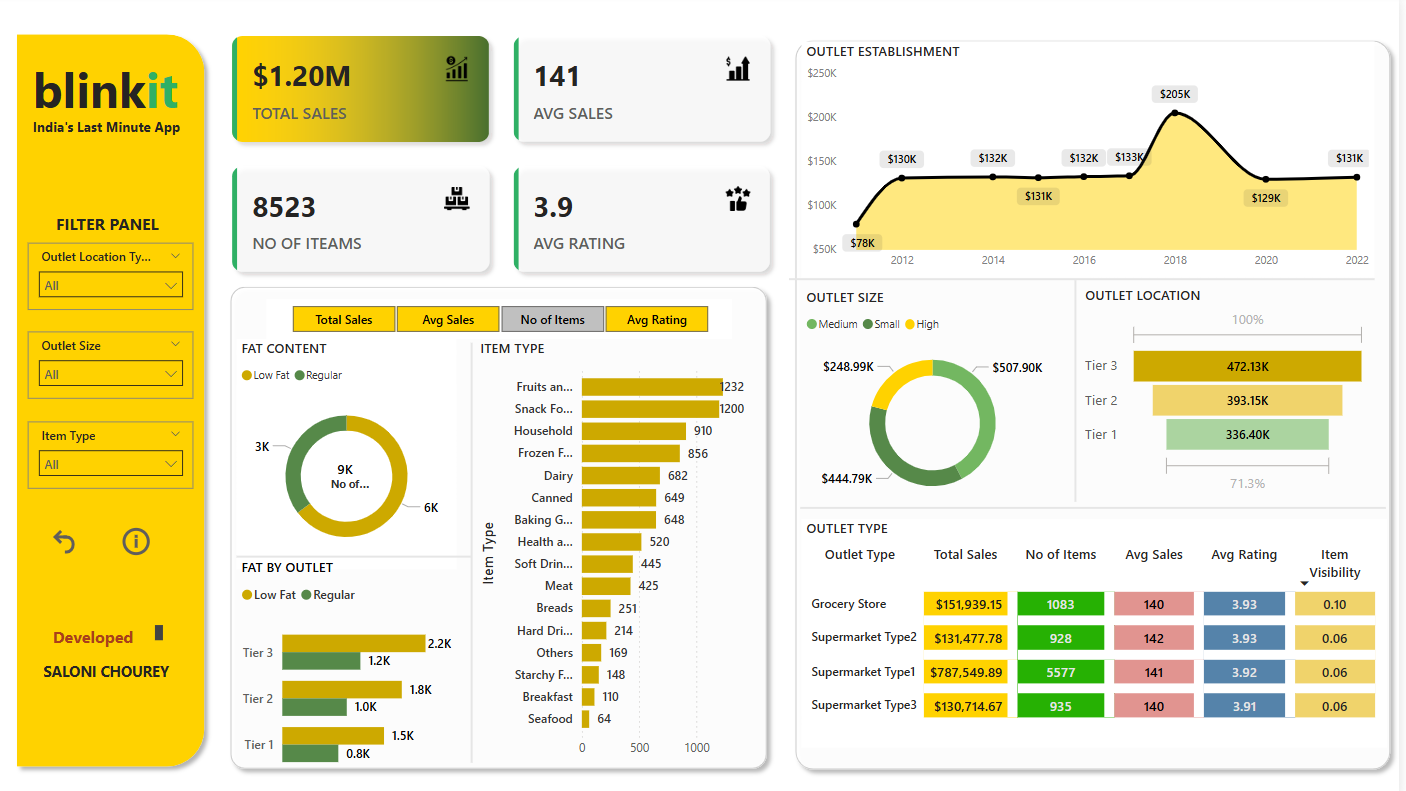 blinkit
India's Last Minute App
FILTER PANEL
Outlet Location Ty...
All
Outlet Size
All
Item Type
All
Developed
SALONI CHOUREY
$1.20M
TOTAL SALES
141
AVG SALES
8523
NO OF ITEAMS
3.9
AVG RATING
Total Sales
Avg Sales
No of Items
Avg Rating
FAT CONTENT
Low Fat
Regular
3K
9K
No of...
6K
FAT BY OUTLET
Low Fat
Regular
Tier 3
2.2K
1.2K
Tier 2
1.8K
1.0K
Tier 1
1.5K
0.8K
ITEM TYPE
Item Type
Fruits an... 1232
Snack Fo... 1200
Household 910
Frozen F... 856
Dairy 682
Canned 649
Baking G... 648
Health a... 520
Soft Drin... 445
Meat 425
Breads 251
Hard Dri... 214
Others 169
Starchy F... 148
Breakfast 110
Seafood 64
0 500 1000
OUTLET ESTABLISHMENT
$250K
$200K
$150K
$100K
$50K
$78K
$130K
$132K
$131K
$132K
$133K
$205K
$129K
$131K
2012 2014 2016 2018 2020 2022
OUTLET SIZE
Medium Small High
$248.99K
$507.90K
$444.79K
OUTLET LOCATION
100%
Tier 3 472.13K
Tier 2 393.15K
Tier 1 336.40K
71.3%
OUTLET TYPE
Outlet Type Total Sales No of Items Avg Sales Avg Rating Item
Visibility
Grocery Store $151,939.15 1083 140 3.93 0.10
Supermarket Type2 $131,477.78 928 142 3.93 0.06
Supermarket Type1 $787,549.89 5577 141 3.92 0.06
Supermarket Type3 $130,714.67 935 140 3.91 0.06